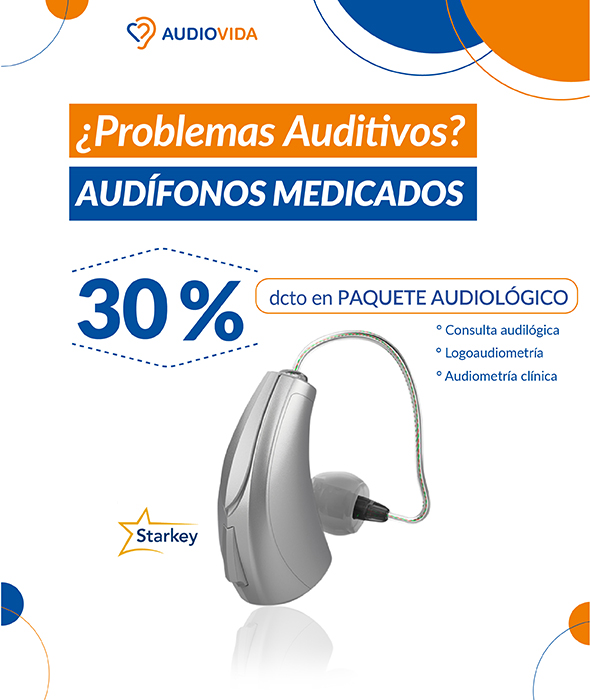 AUDIOVIDA
¿Problemas Auditivos?
AUDÍFONOS MEDICADOS
30 %
dcto en PAQUETE AUDIOLÓGICO
° Consulta audilógica
° Logoaudiometría
° Audiometría clínica
Starkey